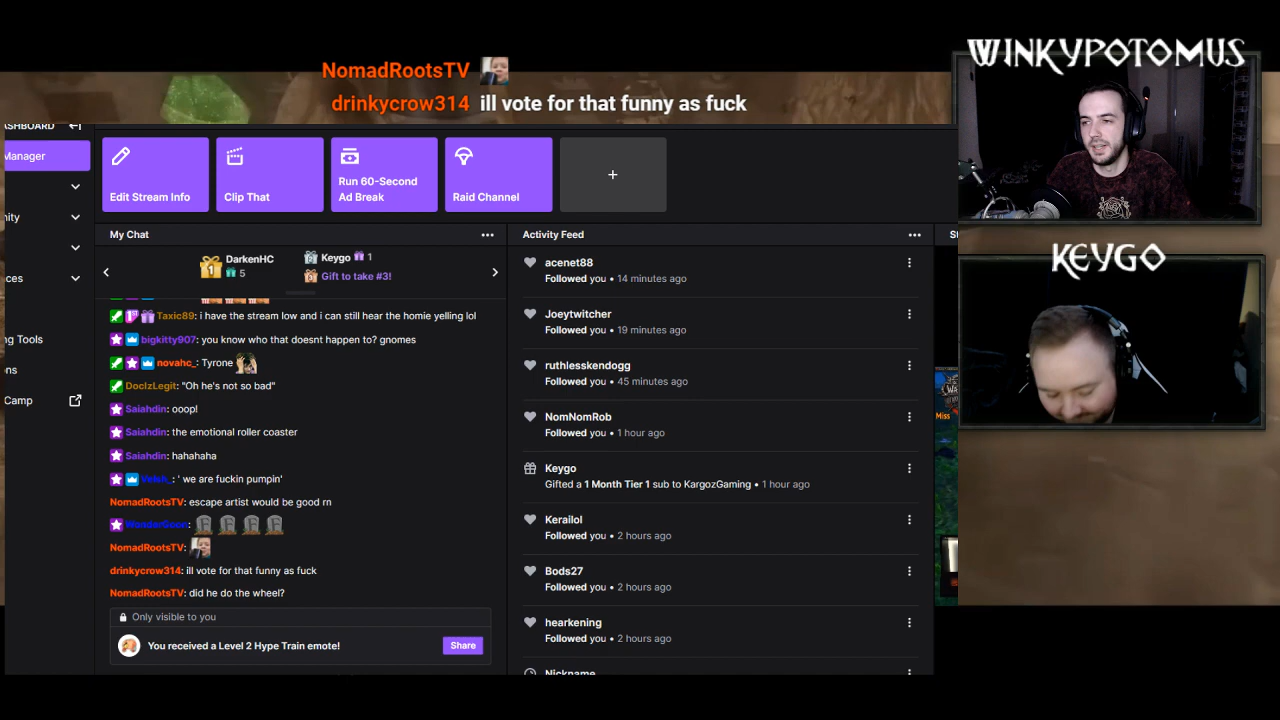 WINKYPOTOMUS
NomadRootsTV
drinkycrow314 ill vote for that funny as fuck
DASHBOARD
Manager
Edit Stream Info
Clip That
Run 60-Second
Ad Break
Raid Channel
+
My Chat
Activity Feed
KEYGO
DarkenHC
5
Keygo 1
Gift to take #3!
Taxic89: i have the stream low and i can still hear the homie yelling lol
bigkitty907: you know who that doesnt happen to? gnomes
novahc_: Tyrone
DoclzLegit: "Oh he's not so bad"
Saiahdin: ooopl
Saiahdin: the emotional roller coaster
Saiahdin: hahahaha
: ' we are fuckin pumpin'
NomadRootsTV: escape artist would be good rn
WonderGoon:
NomadRootsTV:
drinkycrow314: ill vote for that funny as fuck
NomadRootsTV: did he do the wheel?
Only visible to you
You received a Level 2 Hype Train emote!
Share
acenet88
Followed you • 14 minutes ago
Joeytwitcher
Followed you • 19 minutes ago
ruthlesskendogg
Followed you • 45 minutes ago
NomNomRob
Followed you • 1 hour ago
Keygo
Gifted a 1 Month Tier 1 sub to KargozGaming • 1 hour ago
Kerailol
Followed you • 2 hours ago
Bods27
Followed you • 2 hours ago
hearkening
Followed you • 2 hours ago
Nickname
nity
ces
ng Tools
ons
Camp
St
Miss